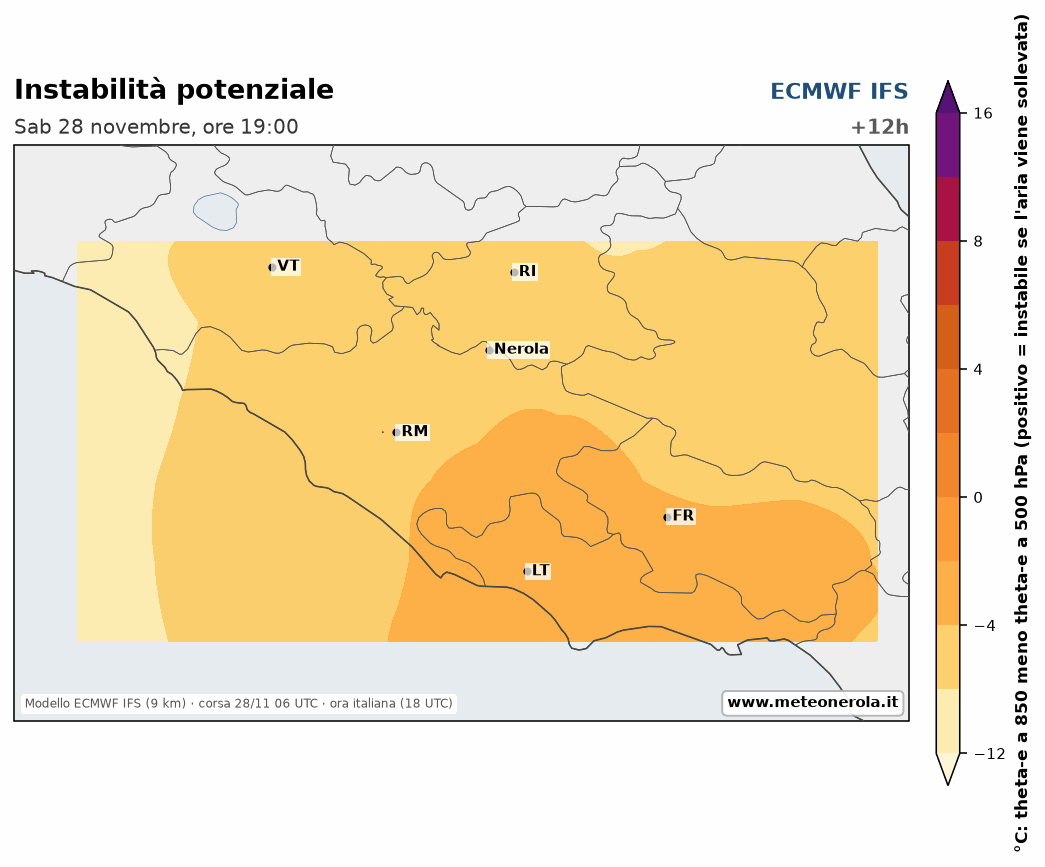 Instabilità potenziale
ECMWF IFS
Sab 28 novembre, ore 19:00
+12h
VT
RI
Nerola
RM
FR
LT
Modello ECMWF IFS (9 km) · corsa 28/11 06 UTC · ora italiana (18 UTC)
www.meteonerola.it
16
8
4
0
−4
−12
°C: theta-e a 850 meno theta-e a 500 hPa (positivo = instabile se l'aria viene sollevata)